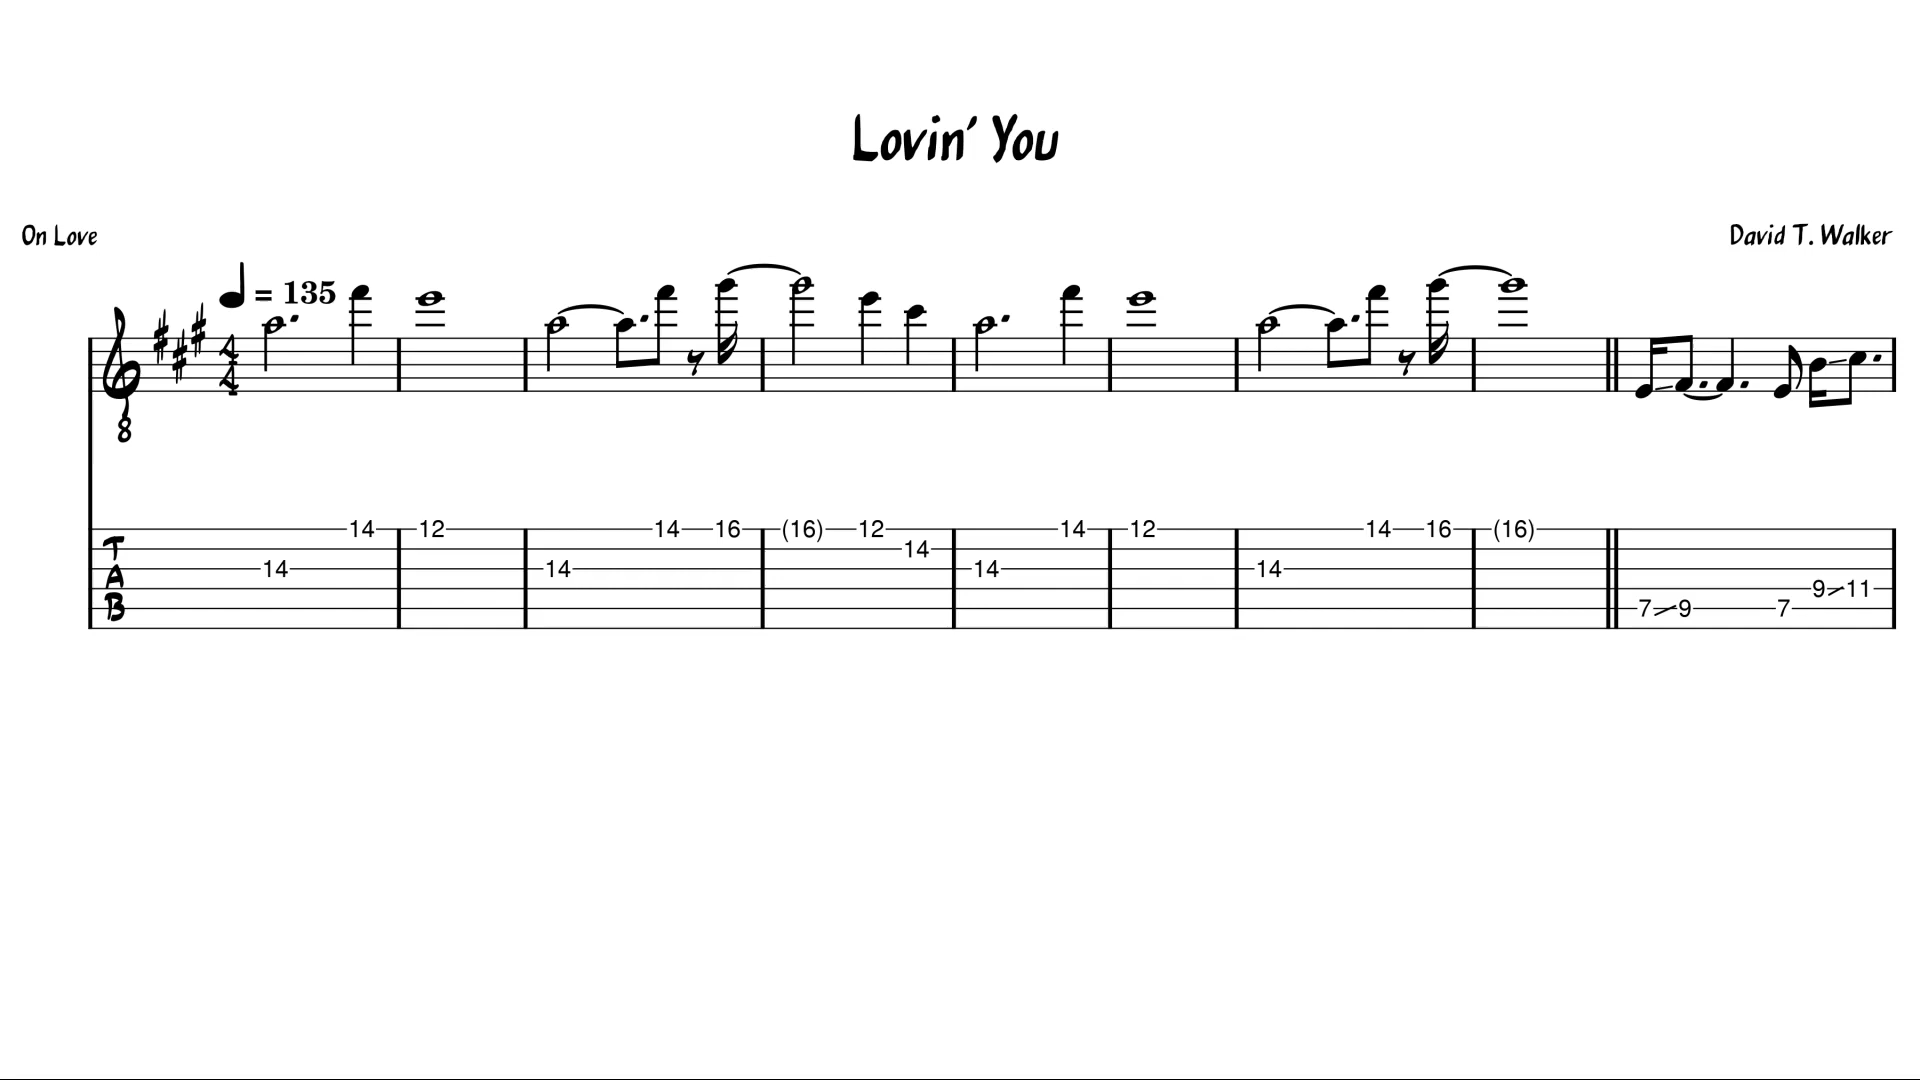 Lovin' You
On Love
David T. Walker
= 135
4
4
8
T
A
B
14 14 12 14 14 16 (16) 12 14 14 14 12 14 14 16 (16) 7 9 7 9 11